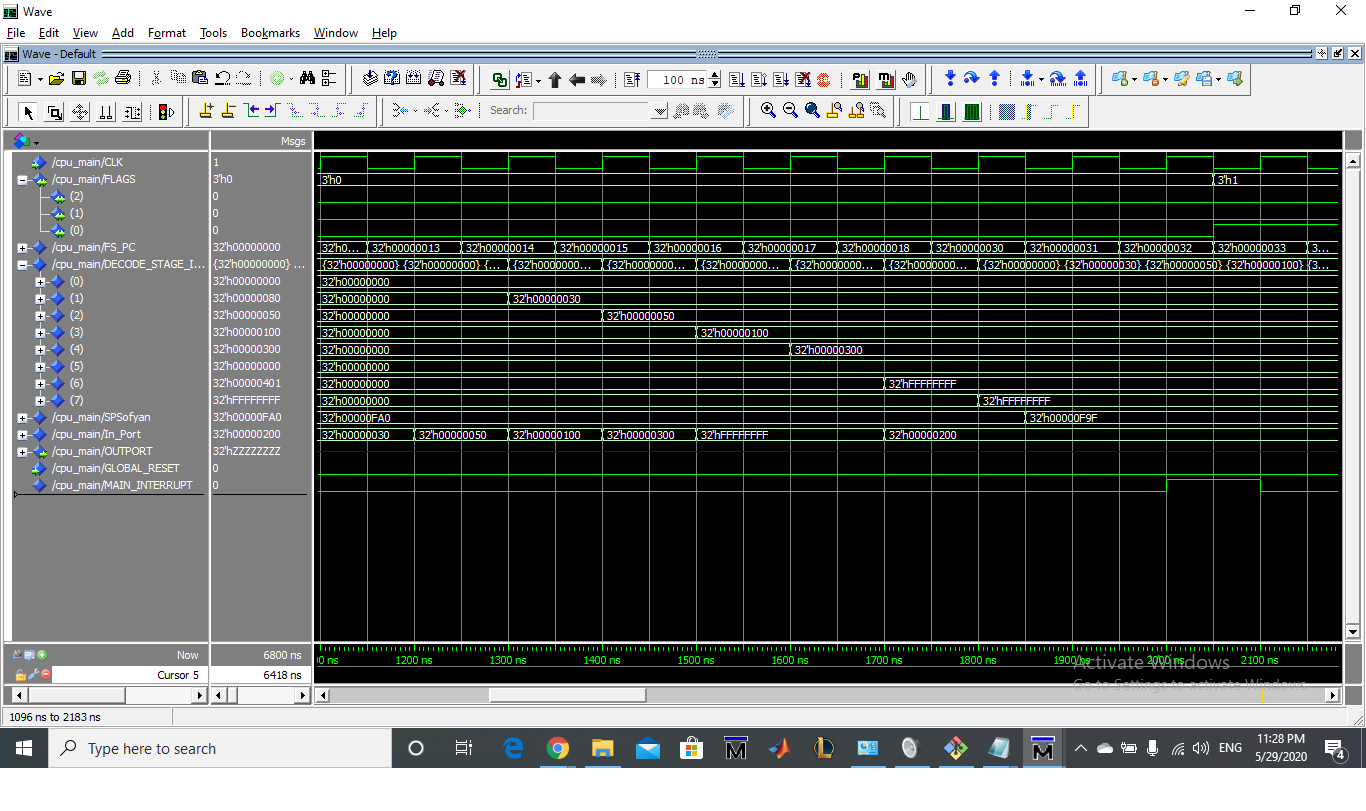 Wave
File Edit View Add Format Tools Bookmarks Window Help
Wave - Default
100 ns
Search:
Msgs
/cpu_main/CLK 1
/cpu_main/FLAGS 3'h0 3'h0 3'h1
(2) 0
(1) 0
(0) 0
/cpu_main/FS_PC 32'h00000000 32'h0... 32'h00000013 32'h00000014 32'h00000015 32'h00000016 32'h00000017 32'h00000018 32'h00000030 32'h00000031 32'h00000032 32'h00000033 3...
/cpu_main/DECODE_STAGE_I... {32'h00000000} ... {32'h00000000} {32'h00000000} {... {32'h0000000... {32'h0000000... {32'h0000000... {32'h0000000... {32'h0000000... {32'h00000000} {32'h00000030} {32'h00000050} {32'h00000100} {3...
(0) 32'h00000000 32'h00000000
(1) 32'h00000080 32'h00000000 32'h00000030
(2) 32'h00000050 32'h00000000 32'h00000050
(3) 32'h00000100 32'h00000000 32'h00000100
(4) 32'h00000300 32'h00000000 32'h00000300
(5) 32'h00000000 32'h00000000
(6) 32'h00000401 32'h00000000 32'hFFFFFFFF
(7) 32'hFFFFFFFF 32'h00000000 32'hFFFFFFFF
/cpu_main/SPSofyan 32'h00000FA0 32'h00000FA0 32'h00000F9F
/cpu_main/In_Port 32'h00000200 32'h00000030 32'h00000050 32'h00000100 32'h00000300 32'hFFFFFFFF 32'h00000200
/cpu_main/OUTPORT 32'hZZZZZZZZ
/cpu_main/GLOBAL_RESET 0
/cpu_main/MAIN_INTERRUPT 0
Now 6800 ns
00 ns 1200 ns 1300 ns 1400 ns 1500 ns 1600 ns 1700 ns 1800 ns 1900 ns 2000 ns 2100 ns
Activate Windows
Cursor 5 6418 ns
Go to Settings to activate Windows.
1096 ns to 2183 ns
Type here to search
ENG
11:28 PM
5/29/2020
4